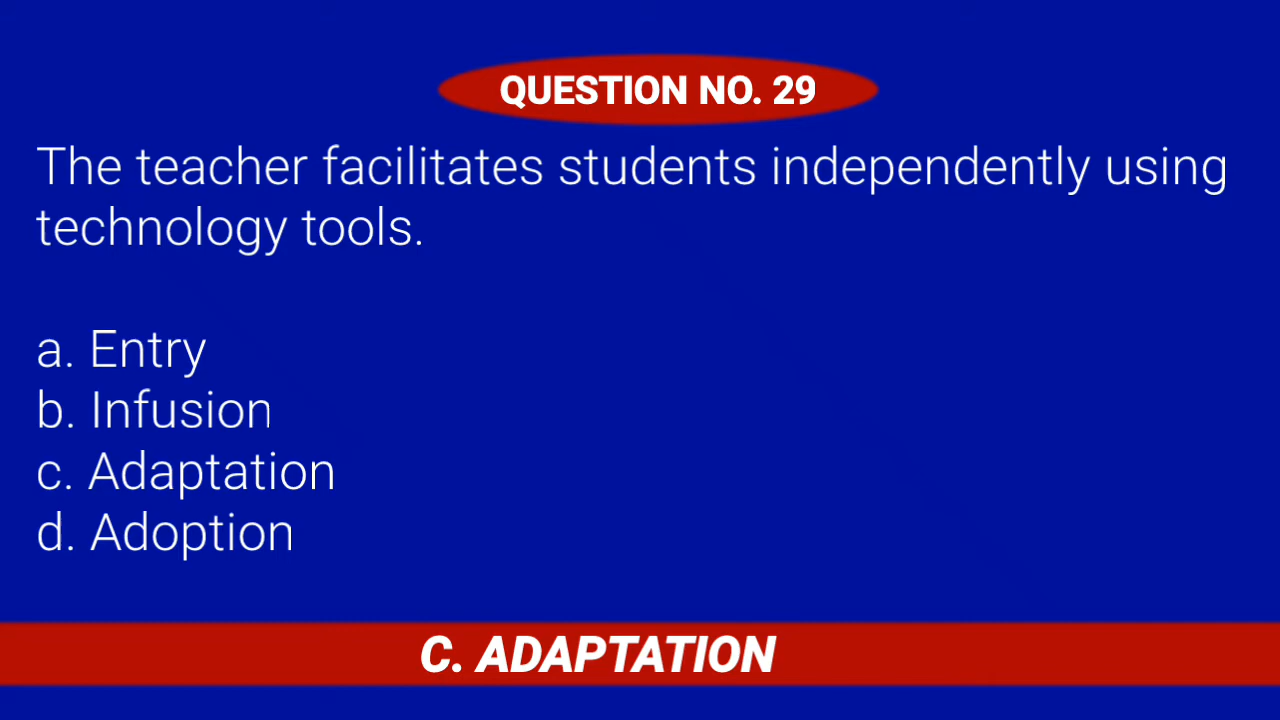 QUESTION NO. 29
The teacher facilitates students independently using
technology tools.
a. Entry
b. Infusion
c. Adaptation
d. Adoption
C. ADAPTATION